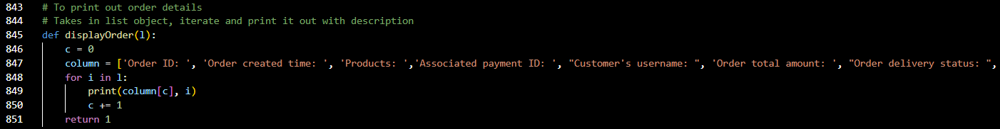 843 # To print out order details
844 # Takes in list object, iterate and print it out with description
845 def displayOrder(l):
846 c = 0
847 column = ['Order ID: ', 'Order created time: ', 'Products: ','Associated payment ID: ', "Customer's username: ", 'Order total amount: ', "Order delivery status: ",
848 for i in l:
849 print(column[c], i)
850 c += 1
851 return 1